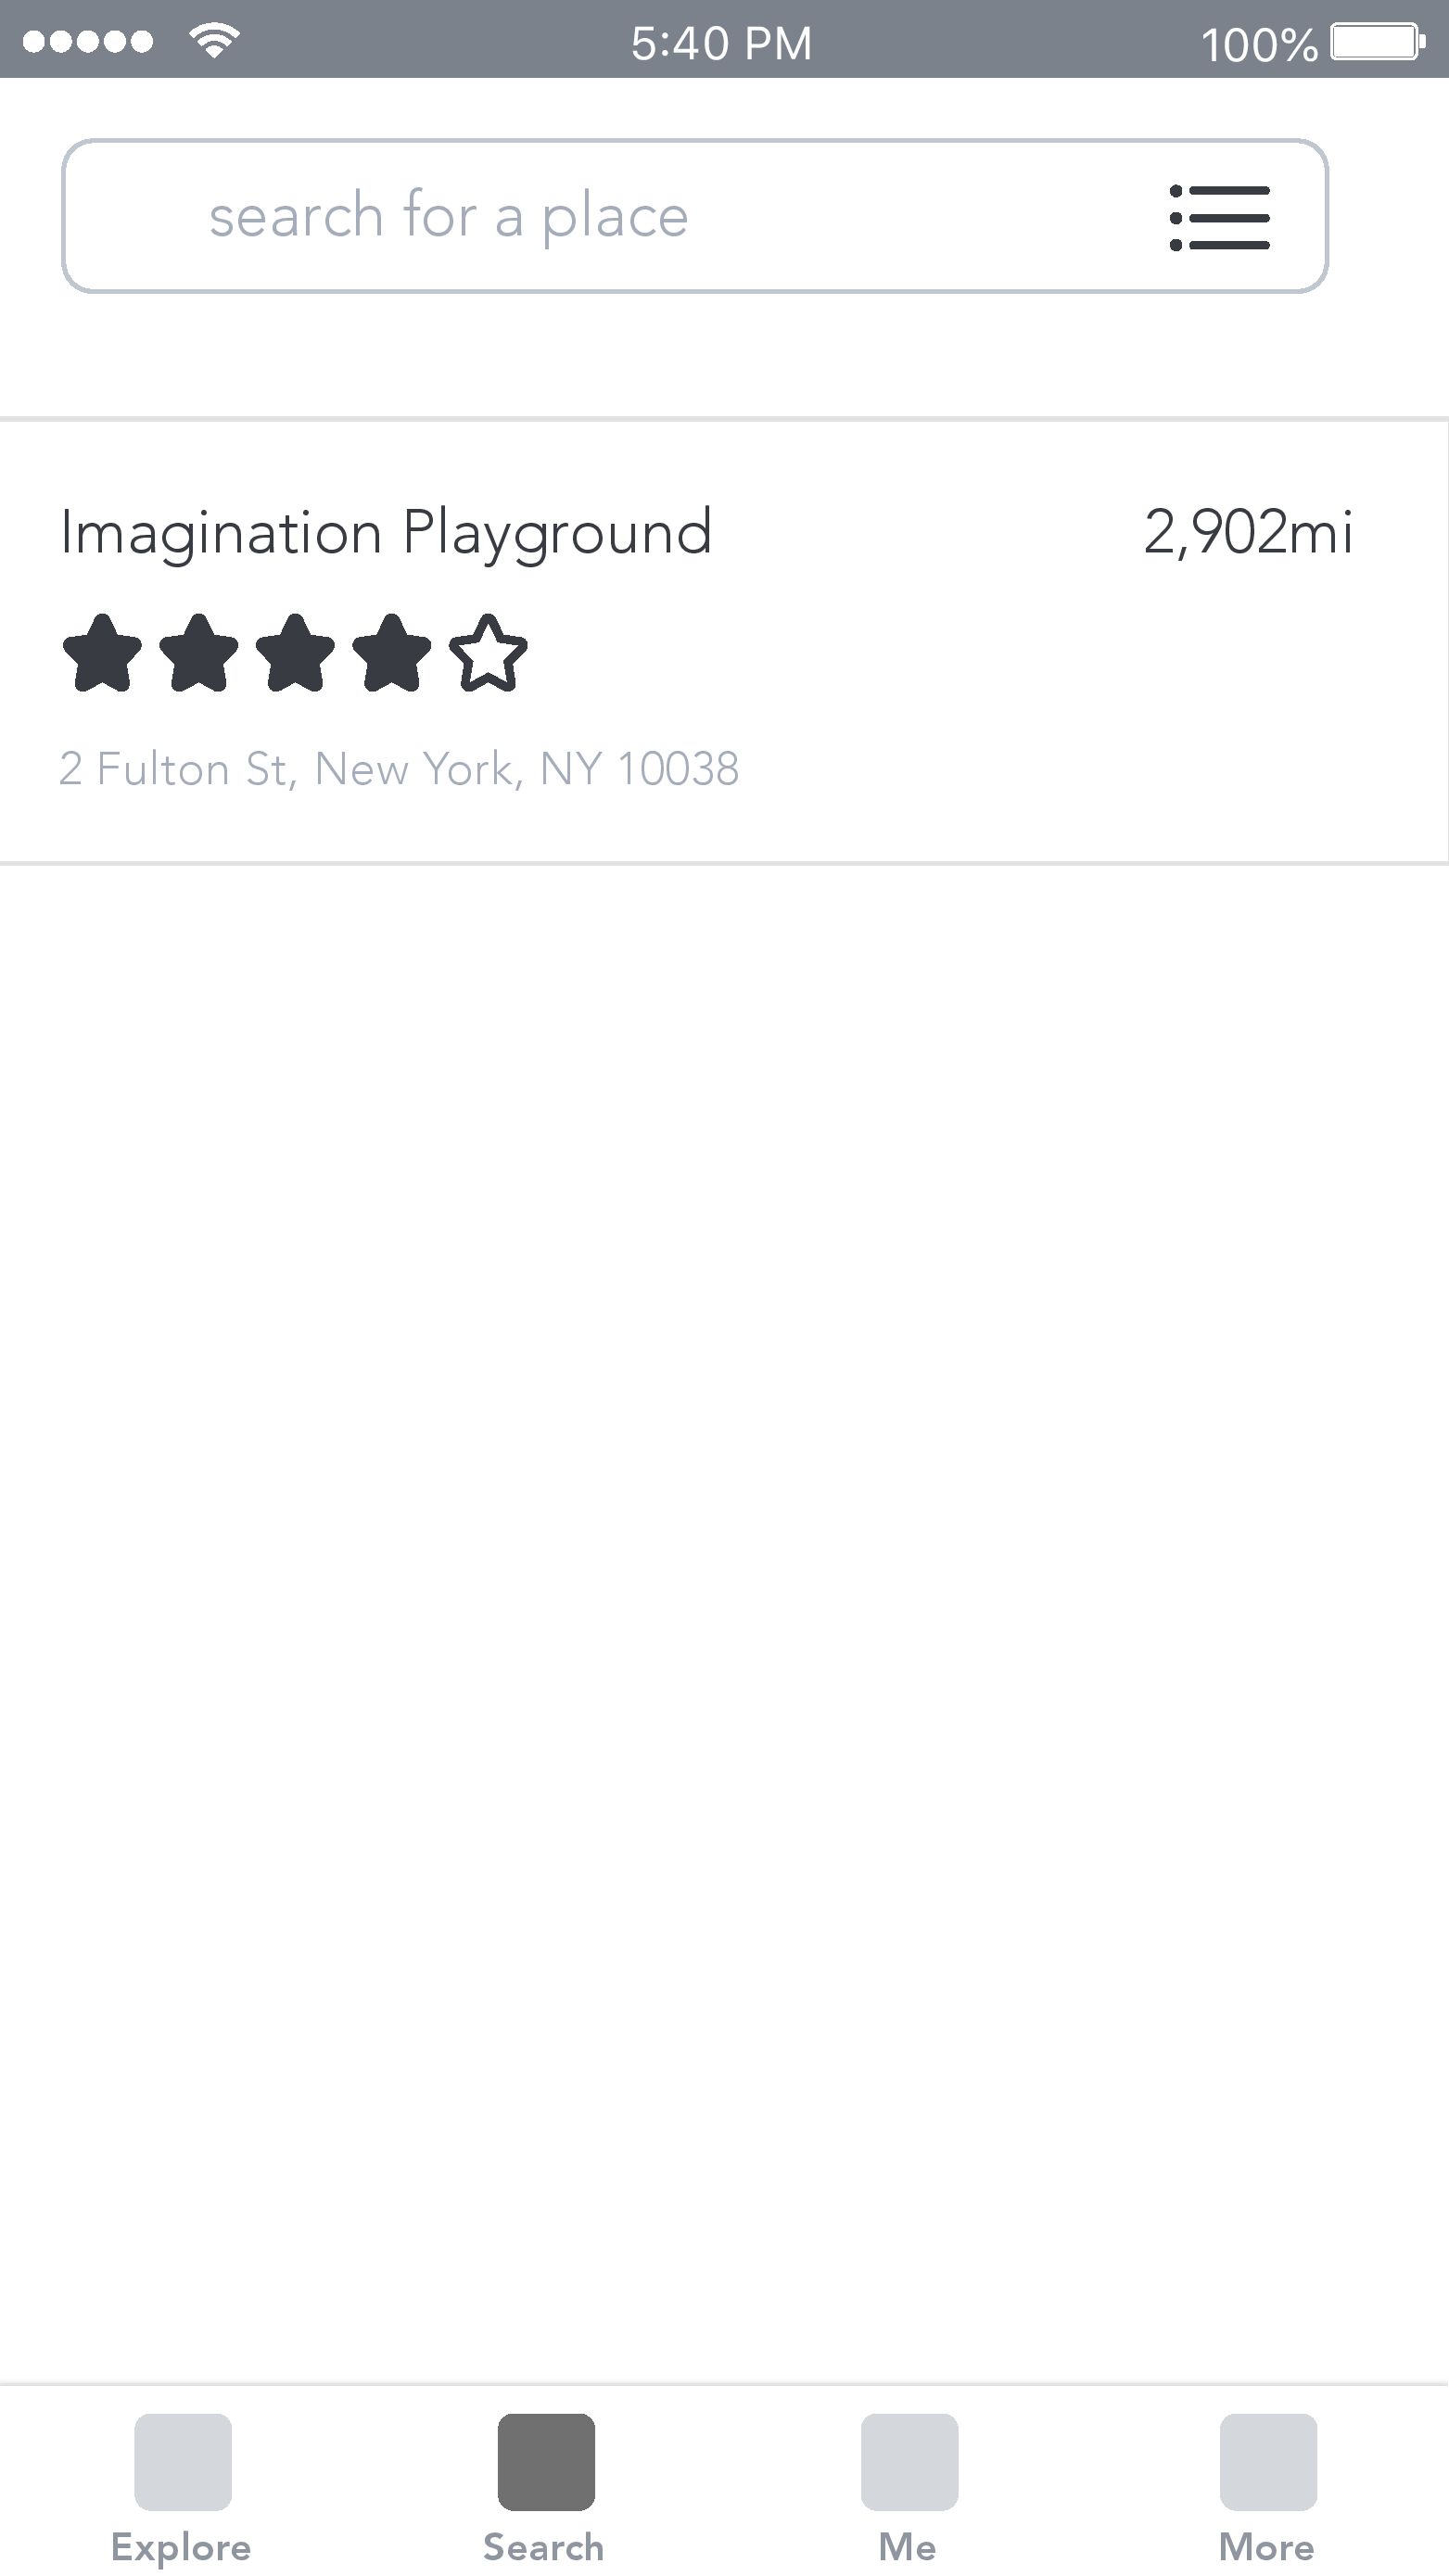 5:40 PM 100%
search for a place
Imagination Playground 2,902mi
2 Fulton St, New York, NY 10038
Explore Search Me More